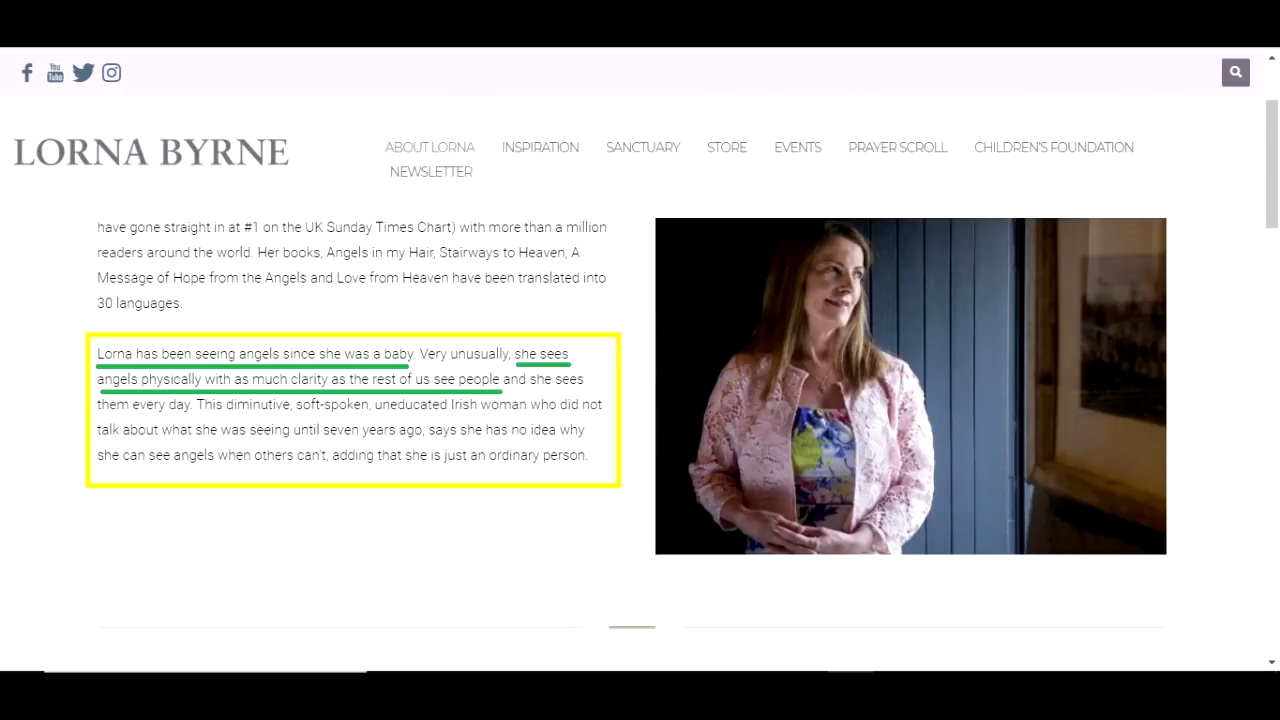 You
Tube
LORNA BYRNE
ABOUT LORNA INSPIRATION SANCTUARY STORE EVENTS PRAYER SCROLL CHILDREN'S FOUNDATION
NEWSLETTER
have gone straight in at #1 on the UK Sunday Times Chart) with more than a million
readers around the world. Her books, Angels in my Hair, Stairways to Heaven, A
Message of Hope from the Angels and Love from Heaven have been translated into
30 languages.
Lorna has been seeing angels since she was a baby. Very unusually, she sees
angels physically with as much clarity as the rest of us see people and she sees
them every day. This diminutive, soft-spoken, uneducated Irish woman who did not
talk about what she was seeing until seven years ago, says she has no idea why
she can see angels when others can't, adding that she is just an ordinary person.